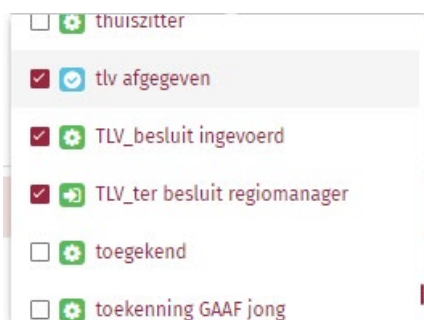 thuiszitter
tlv afgegeven
TLV_besluit ingevoerd
TLV_ter besluit regiomanager
toegekend
toekenning GAAF jong